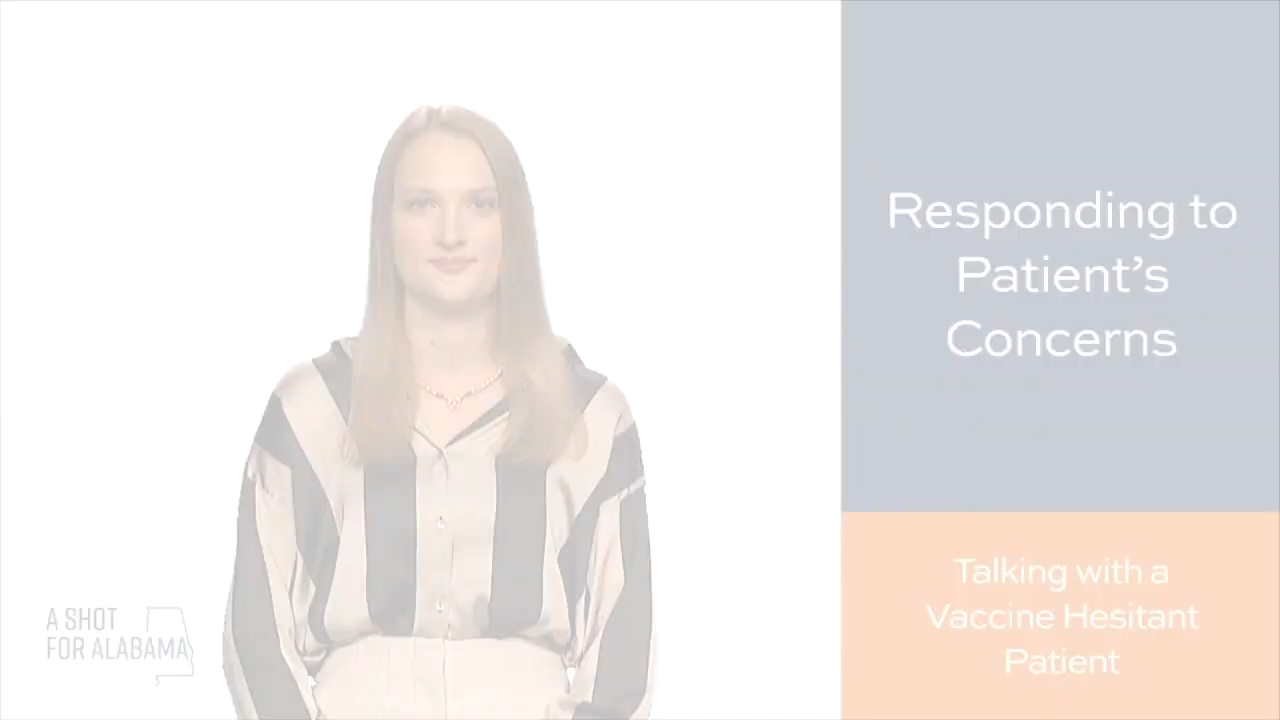 Responding to
Patient’s
Concerns
Talking with a
Vaccine Hesitant
Patient
A SHOT
FOR ALABAMA